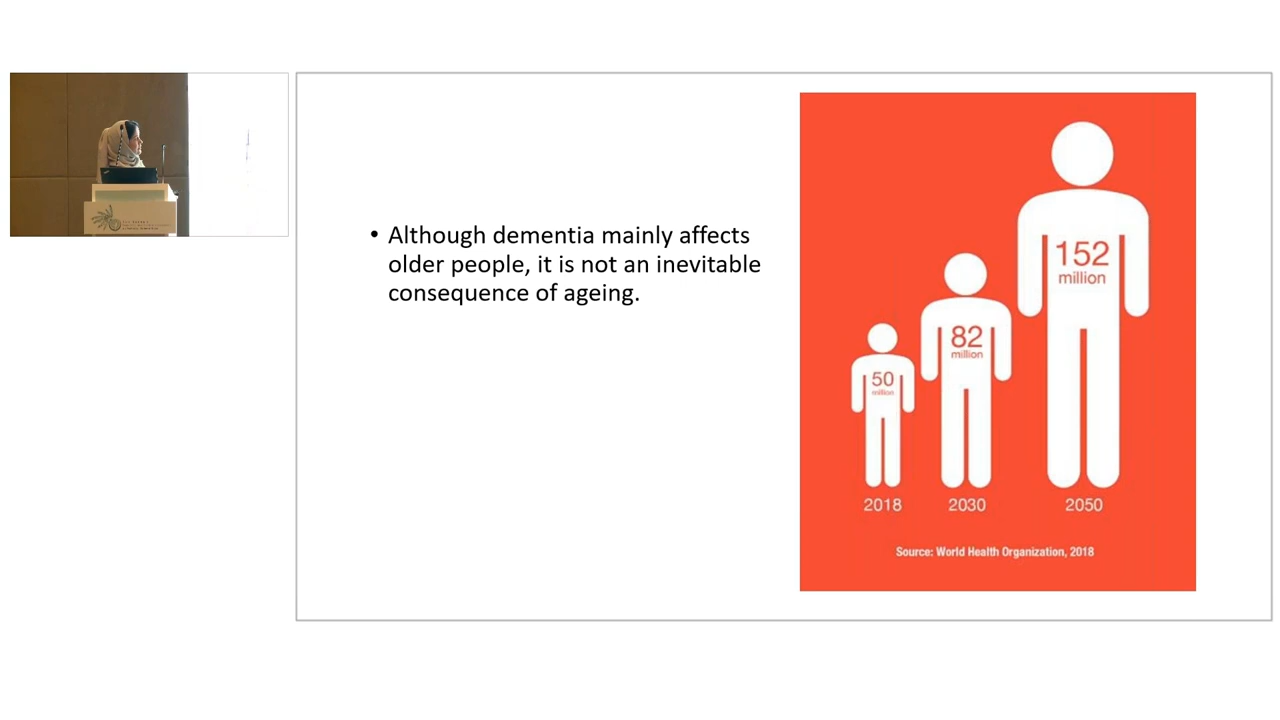 • Although dementia mainly affects
older people, it is not an inevitable
consequence of ageing.
152
million
82
million
50
million
2018
2030
2050
Source: World Health Organization, 2018